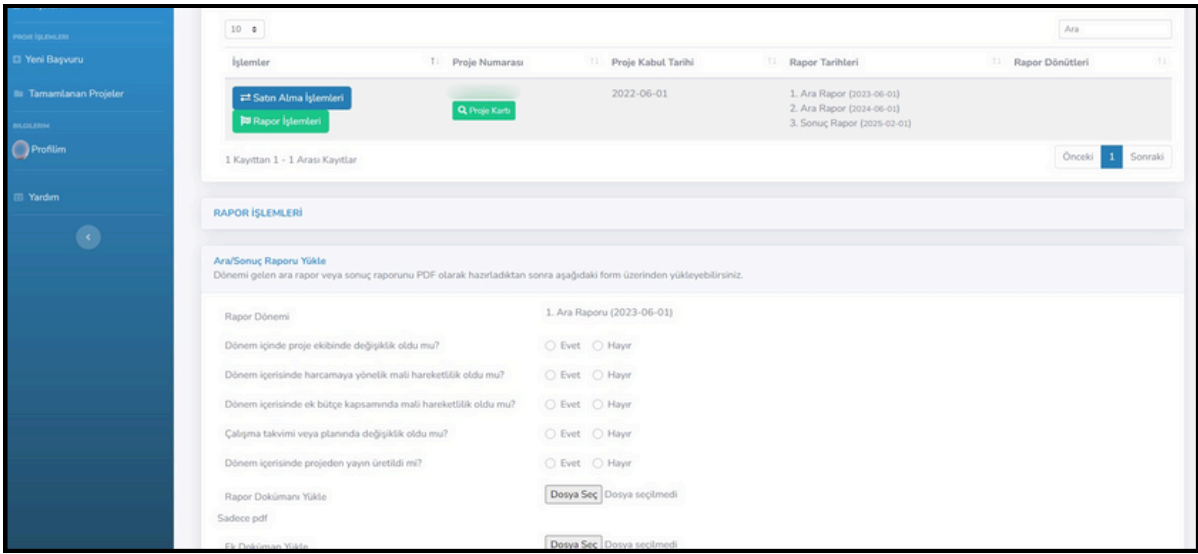 PROJE İŞLEMLERİ
Yeni Başvuru
Tamamlanan Projeler
BILGILERIM
Profilim
Yardım
10
Ara
İşlemler Proje Numarası Proje Kabul Tarihi Rapor Tarihleri Rapor Dönütleri
Satın Alma İşlemleri
Rapor İşlemleri
Proje Kartı
2022-06-01
1. Ara Rapor (2023-06-01)
2. Ara Rapor (2024-06-01)
3. Sonuç Rapor (2025-02-01)
1 Kayıttan 1 - 1 Arası Kayıtlar
Önceki 1 Sonraki
RAPOR İŞLEMLERİ
Ara/Sonuç Raporu Yükle
Dönemi gelen ara rapor veya sonuç raporunu PDF olarak hazırladıktan sonra aşağıdaki form üzerinden yükleyebilirsiniz.
Rapor Dönemi 1. Ara Raporu (2023-06-01)
Dönem içinde proje ekibinde değişiklik oldu mu? Evet Hayır
Dönem içerisinde harcamaya yönelik mali hareketlilik oldu mu? Evet Hayır
Dönem içerisinde ek bütçe kapsamında mali hareketlilik oldu mu? Evet Hayır
Çalışma takvimi veya planında değişiklik oldu mu? Evet Hayır
Dönem içerisinde projeden yayın üretildi mi? Evet Hayır
Rapor Dokümanı Yükle Dosya Seç Dosya seçilmedi
Sadece pdf
Ek Doküman Yükle Dosya Seç Dosya seçilmedi